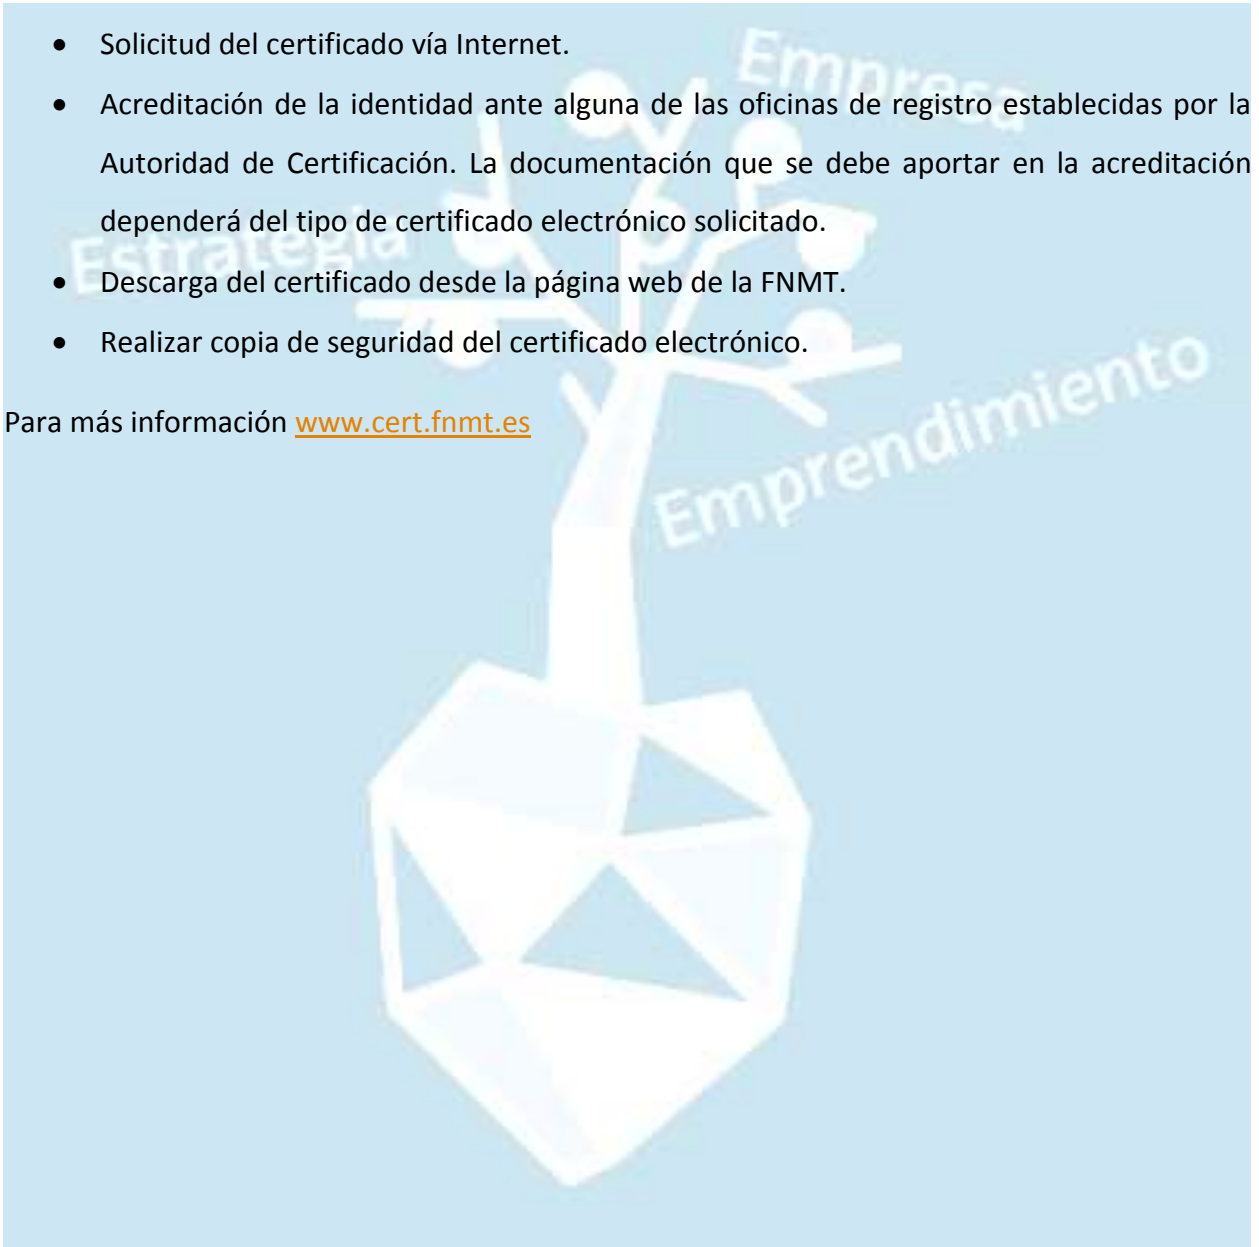 • Solicitud del certificado vía Internet.
• Acreditación de la identidad ante alguna de las oficinas de registro establecidas por la
Autoridad de Certificación. La documentación que se debe aportar en la acreditación
dependerá del tipo de certificado electrónico solicitado.
• Descarga del certificado desde la página web de la FNMT.
• Realizar copia de seguridad del certificado electrónico.
Para más información www.cert.fnmt.es
Empresa
Estrategia
Emprendimiento